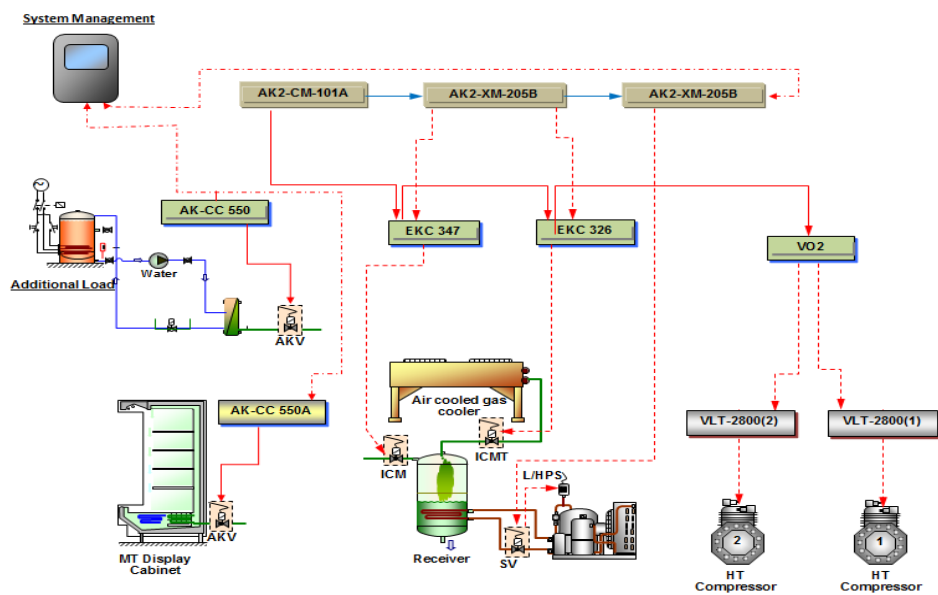 System Management
AK2-CM-101A
AK2-XM-205B
AK2-XM-205B
AK-CC 550
EKC 347
EKC 326
VO2
Water
Additional Load
AKV
AK-CC 550A
Air cooled gas
cooler
VLT-2800(2)
VLT-2800(1)
ICM
ICMT
L/HPS
AKV
MT Display
Cabinet
Receiver
SV
2
1
HT
Compressor
HT
Compressor